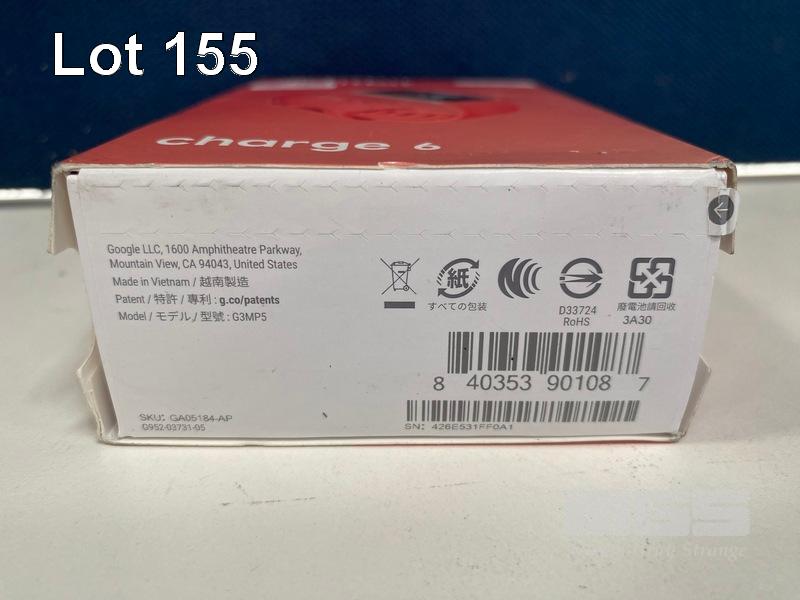 Lot 155
charge 6
Google LLC, 1600 Amphitheatre Parkway,
Mountain View, CA 94043, United States
Made in Vietnam / 越南製造
Patent / 特許 / 專利 : g.co/patents
Model / モデル / 型號 : G3MP5
紙
すべての包装
D33724
RoHS
廢電池請回收
3A30
8 40353 90108 7
SKU: GA05184-AP
G952-03731-05
SN: 426E531FF0A1
Strange